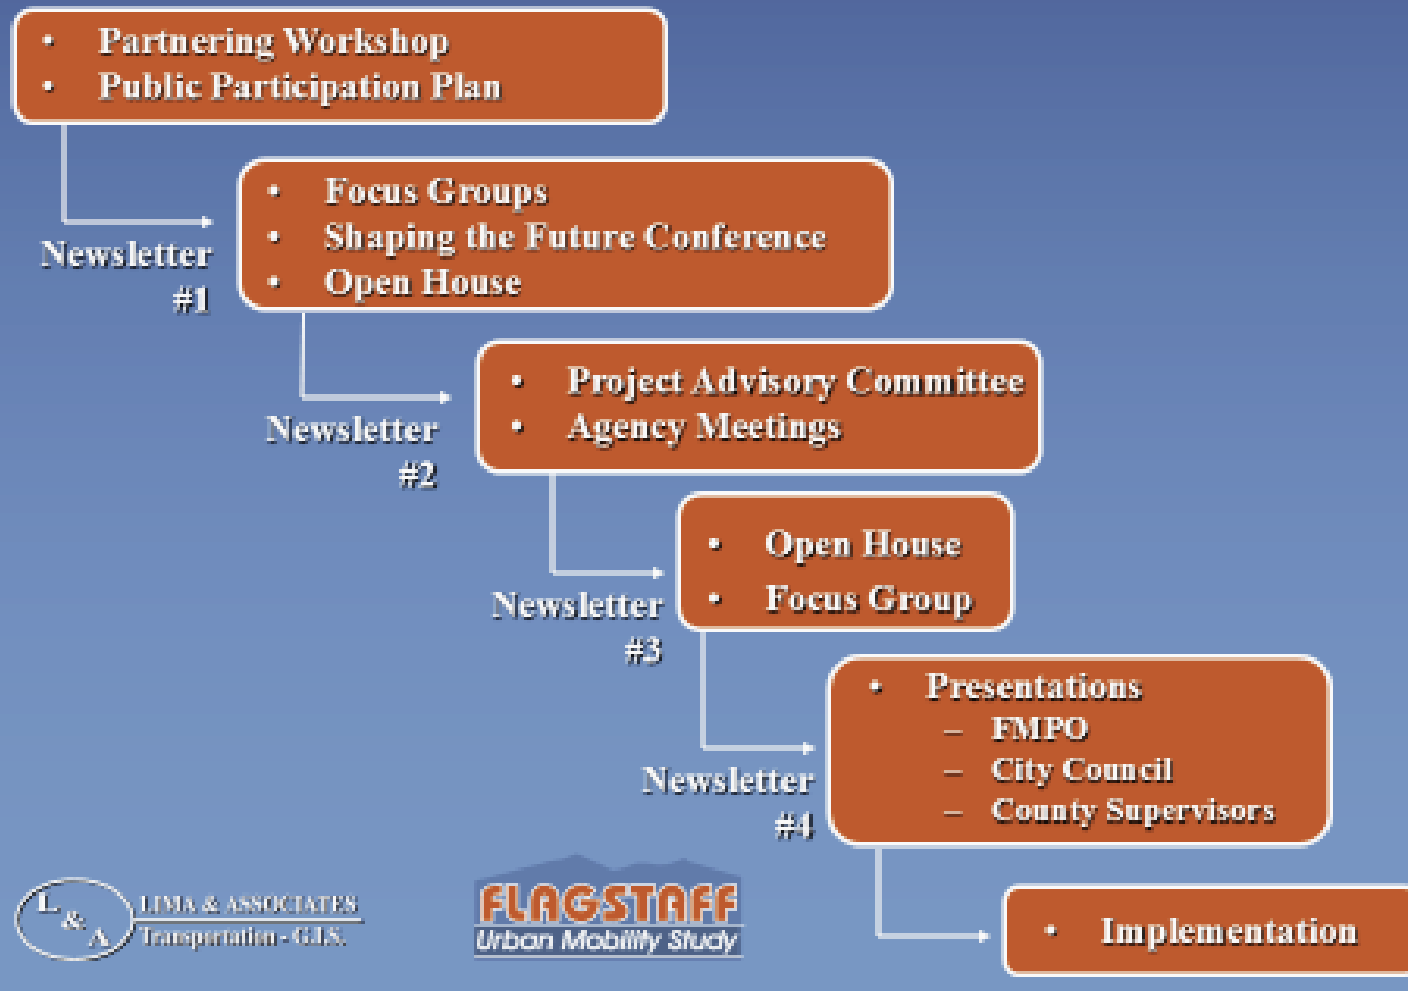 • Partnering Workshop
• Public Participation Plan
Newsletter
#1
• Focus Groups
• Shaping the Future Conference
• Open House
Newsletter
#2
• Project Advisory Committee
• Agency Meetings
Newsletter
#3
• Open House
• Focus Group
Newsletter
#4
• Presentations
– FMPO
– City Council
– County Supervisors
• Implementation
L & A
LIMA & ASSOCIATES
Transportation - G.I.S.
FLAGSTAFF
Urban Mobility Study